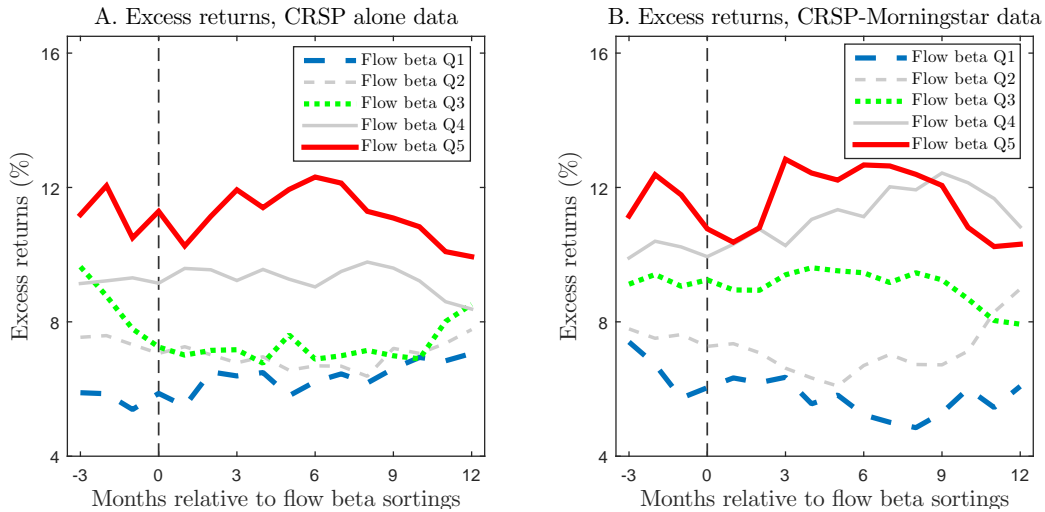 A. Excess returns, CRSP alone data
16
12
8
4
Excess returns (%)
Flow beta Q1
Flow beta Q2
Flow beta Q3
Flow beta Q4
Flow beta Q5
-3 0 3 6 9 12
Months relative to flow beta sortings
B. Excess returns, CRSP-Morningstar data
16
12
8
4
Excess returns (%)
Flow beta Q1
Flow beta Q2
Flow beta Q3
Flow beta Q4
Flow beta Q5
-3 0 3 6 9 12
Months relative to flow beta sortings